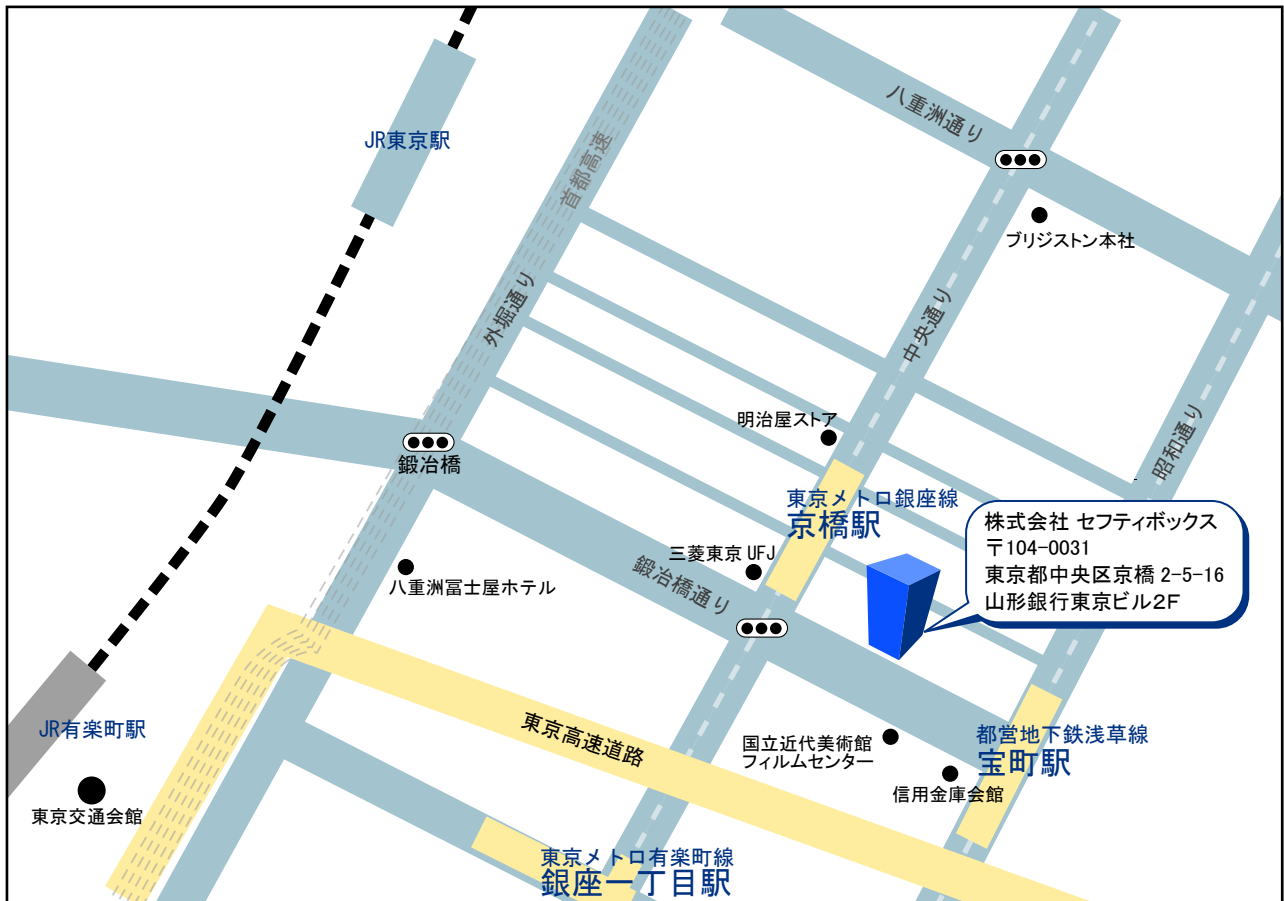 八重洲通り
JR東京駅
首都高速
ブリジストン本社
外堀通り
中央通り
明治屋ストア
昭和通り
鍛冶橋
東京メトロ銀座線
京橋駅
株式会社 セフティボックス
〒104-0031
東京都中央区京橋 2-5-16
山形銀行東京ビル2F
三菱東京 UFJ
鍛冶橋通り
八重洲冨士屋ホテル
JR有楽町駅
東京高速道路
国立近代美術館
フィルムセンター
都営地下鉄浅草線
宝町駅
信用金庫会館
東京交通会館
東京メトロ有楽町線
銀座一丁目駅